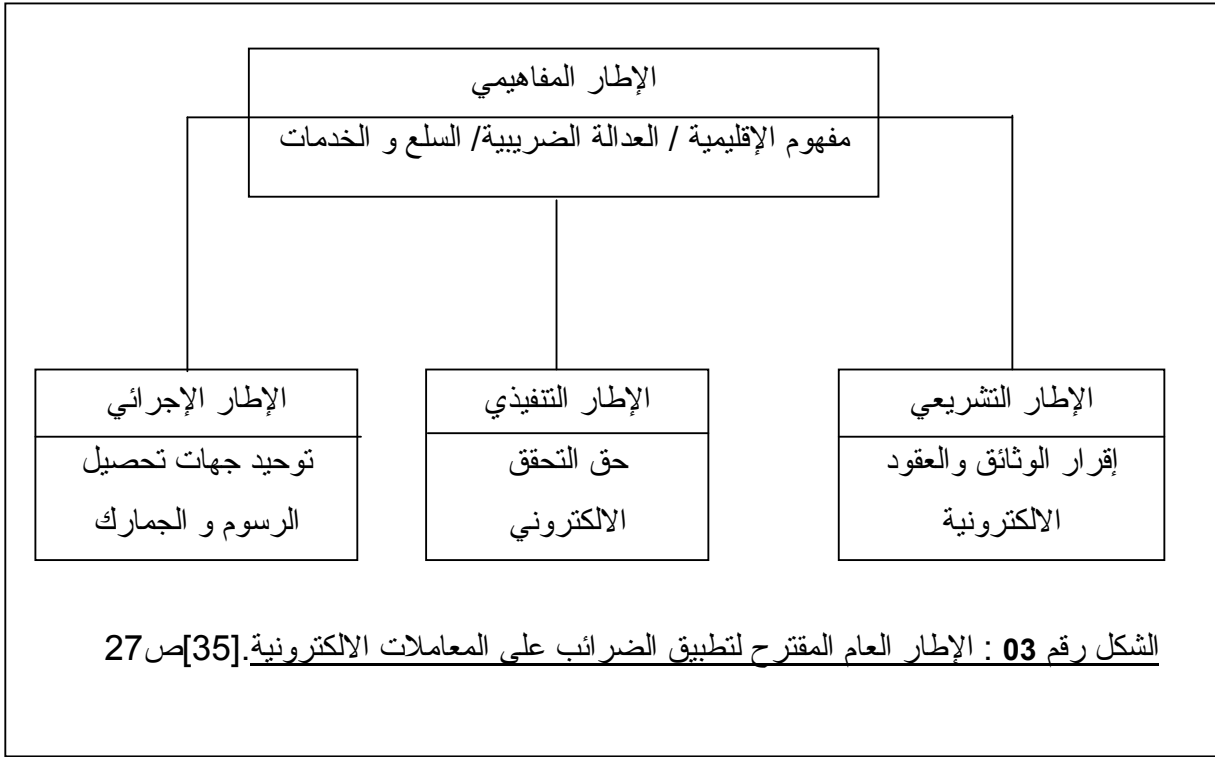 الإطار المفاهيمي
مفهوم الإقليمية / العدالة الضريبية/ السلع و الخدمات
الإطار التشريعي
إقرار الوثائق والعقود
الالكترونية
الإطار التنفيذي
حق التحقق
الالكتروني
الإطار الإجرائي
توحيد جهات تحصيل
الرسوم و الجمارك
الشكل رقم 03 : الإطار العام المقترح لتطبيق الضرائب على المعاملات الالكترونية.[35]ص27